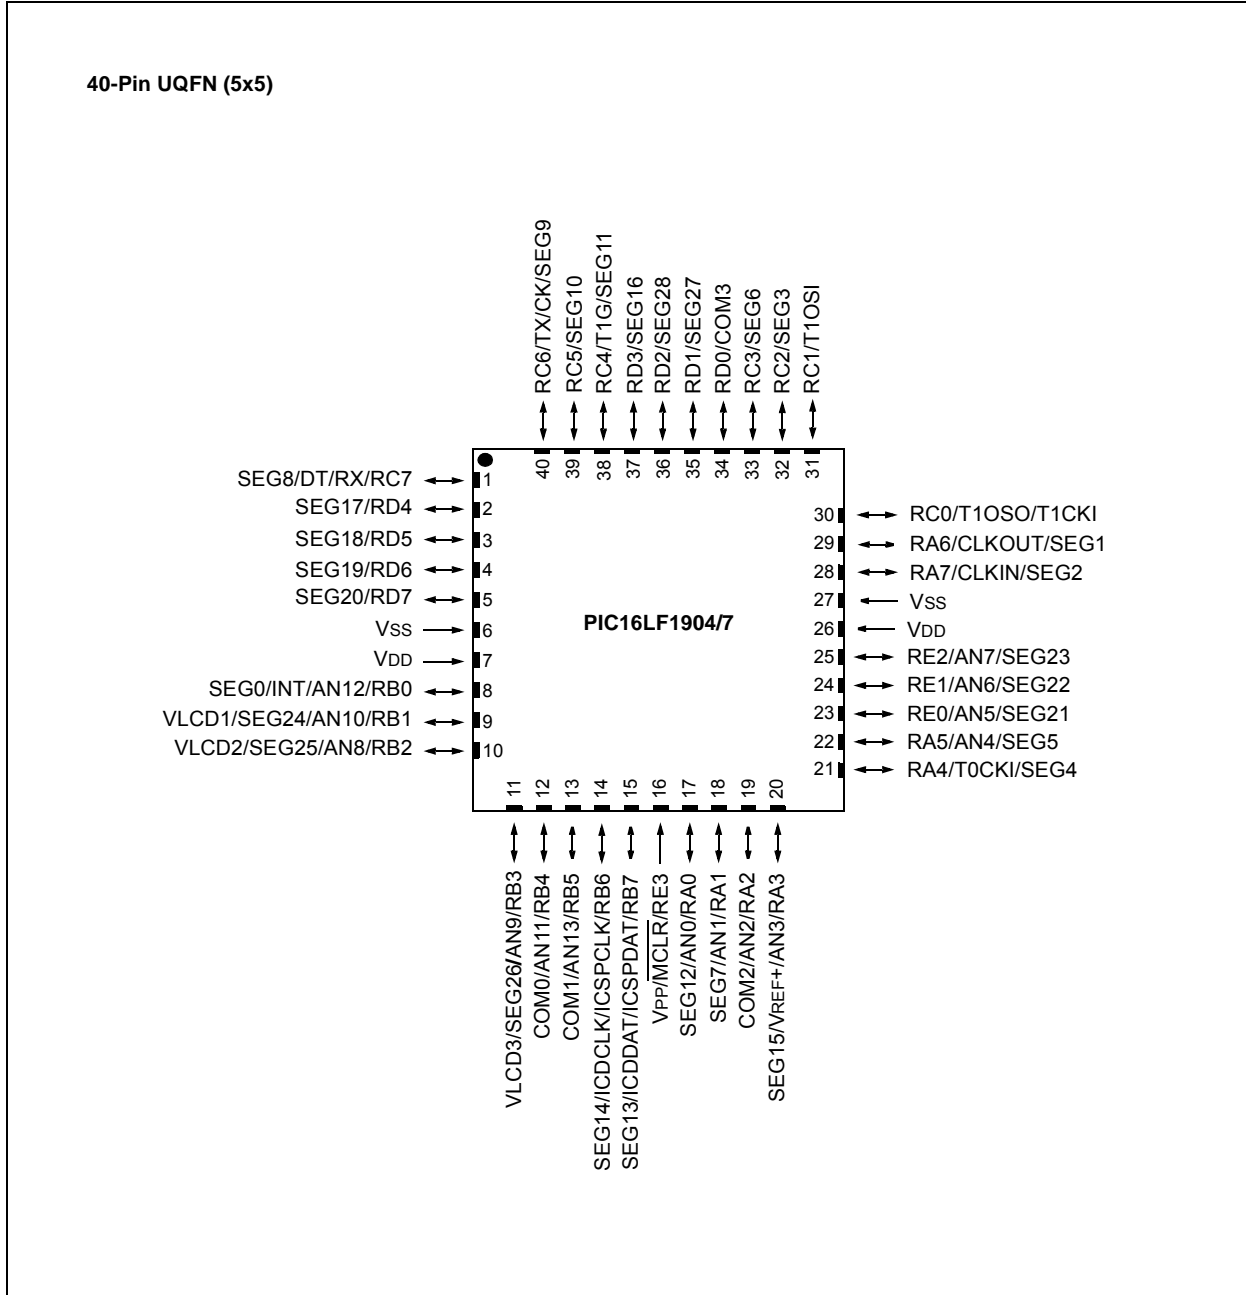 40-Pin UQFN (5x5)
RC6/TX/CK/SEG9
RC5/SEG10
RC4/T1G/SEG11
RD3/SEG16
RD2/SEG28
RD1/SEG27
RD0/COM3
RC3/SEG6
RC2/SEG3
RC1/T1OSI
40
39
38
37
36
35
34
33
32
31
SEG8/DT/RX/RC7 1
SEG17/RD4 2
SEG18/RD5 3
SEG19/RD6 4
SEG20/RD7 5
VSS 6
VDD 7
SEG0/INT/AN12/RB0 8
VLCD1/SEG24/AN10/RB1 9
VLCD2/SEG25/AN8/RB2 10
PIC16LF1904/7
30 RC0/T1OSO/T1CKI
29 RA6/CLKOUT/SEG1
28 RA7/CLKIN/SEG2
27 VSS
26 VDD
25 RE2/AN7/SEG23
24 RE1/AN6/SEG22
23 RE0/AN5/SEG21
22 RA5/AN4/SEG5
21 RA4/T0CKI/SEG4
11
12
13
14
15
16
17
18
19
20
VLCD3/SEG26/AN9/RB3
COM0/AN11/RB4
COM1/AN13/RB5
SEG14/ICDCLK/ICSPCLK/RB6
SEG13/ICDDAT/ICSPDAT/RB7
VPP/MCLR/RE3
SEG12/AN0/RA0
SEG7/AN1/RA1
COM2/AN2/RA2
SEG15/VREF+/AN3/RA3